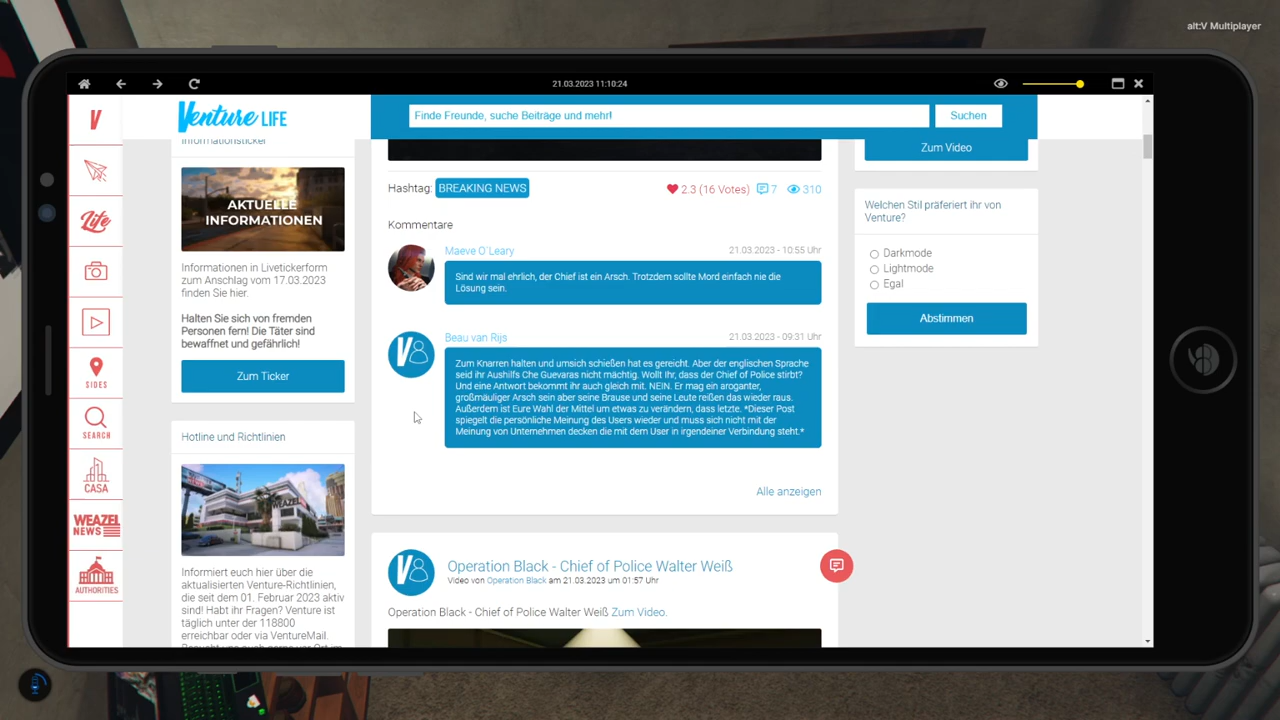 alt:V Multiplayer
21.03.2023 11:10:24
V
Venture LIFE
Finde Freunde, suche Beiträge und mehr!
Suchen
Informationsticker
AKTUELLE
INFORMATIONEN
Informationen in Livetickerform
zum Anschlag vom 17.03.2023
finden Sie hier.
Halten Sie sich von fremden
Personen fern! Die Täter sind
bewaffnet und gefährlich!
Zum Ticker
Hotline und Richtlinien
WEAZEL
Informiert euch hier über die
aktualisierten Venture-Richtlinien,
die seit dem 01. Februar 2023 aktiv
sind! Habt ihr Fragen? Venture ist
täglich unter der 118800
erreichbar oder via VentureMail.
Life
SIDES
SEARCH
CASA
WEAZEL
NEWS
AUTHORITIES
Hashtag: BREAKING NEWS
2.3 (16 Votes) 7 310
Kommentare
Maeve O´Leary 21.03.2023 - 10:55 Uhr
Sind wir mal ehrlich, der Chief ist ein Arsch. Trotzdem sollte Mord einfach nie die
Lösung sein.
Beau van Rijs 21.03.2023 - 09:31 Uhr
Zum Knarren halten und umsich schießen hat es gereicht. Aber der englischen Sprache
seid ihr Aushilfs Che Guevaras nicht mächtig. Wollt Ihr, dass der Chief of Police stirbt?
Und eine Antwort bekommt ihr auch gleich mit. NEIN. Er mag ein aroganter,
großmäuliger Arsch sein aber seine Brause und seine Leute reißen das wieder raus.
Außerdem ist Eure Wahl der Mittel um etwas zu verändern, dass letzte. *Dieser Post
spiegelt die persönliche Meinung des Users wieder und muss sich nicht mit der
Meinung von Unternehmen decken die mit dem User in irgendeiner Verbindung steht.*
Alle anzeigen
Operation Black - Chief of Police Walter Weiß
Video von Operation Black am 21.03.2023 um 01:57 Uhr
Operation Black - Chief of Police Walter Weiß Zum Video.
Zum Video
Welchen Stil präferiert ihr von
Venture?
Darkmode
Lightmode
Egal
Abstimmen